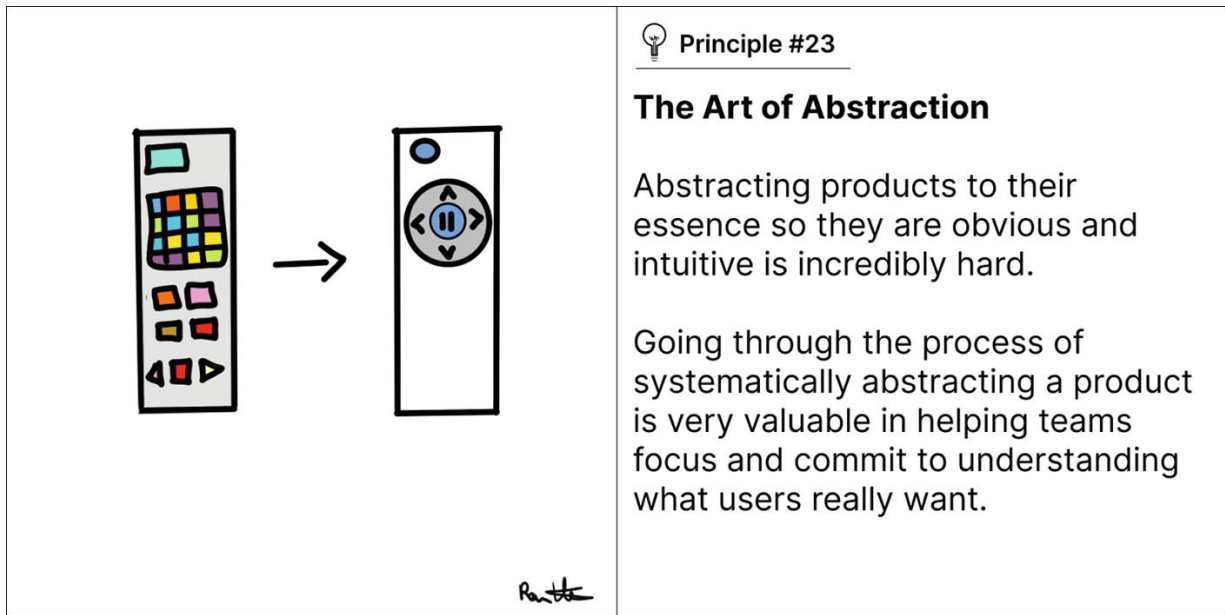 Principle #23
The Art of Abstraction
Abstracting products to their
essence so they are obvious and
intuitive is incredibly hard.
Going through the process of
systematically abstracting a product
is very valuable in helping teams
focus and commit to understanding
what users really want.